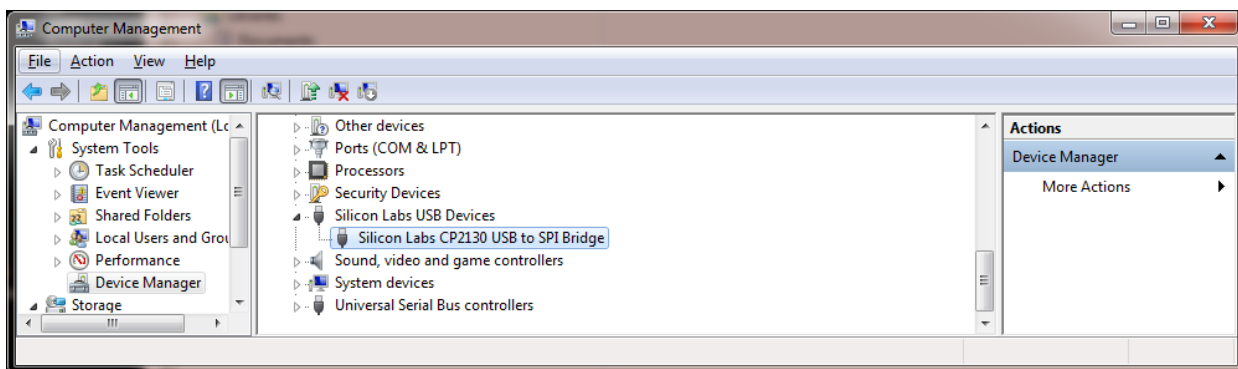 Computer Management
File Action View Help
Computer Management (Lc
System Tools
Task Scheduler
Event Viewer
Shared Folders
Local Users and Grou
Performance
Device Manager
Storage
Other devices
Ports (COM & LPT)
Processors
Security Devices
Silicon Labs USB Devices
Silicon Labs CP2130 USB to SPI Bridge
Sound, video and game controllers
System devices
Universal Serial Bus controllers
Actions
Device Manager
More Actions